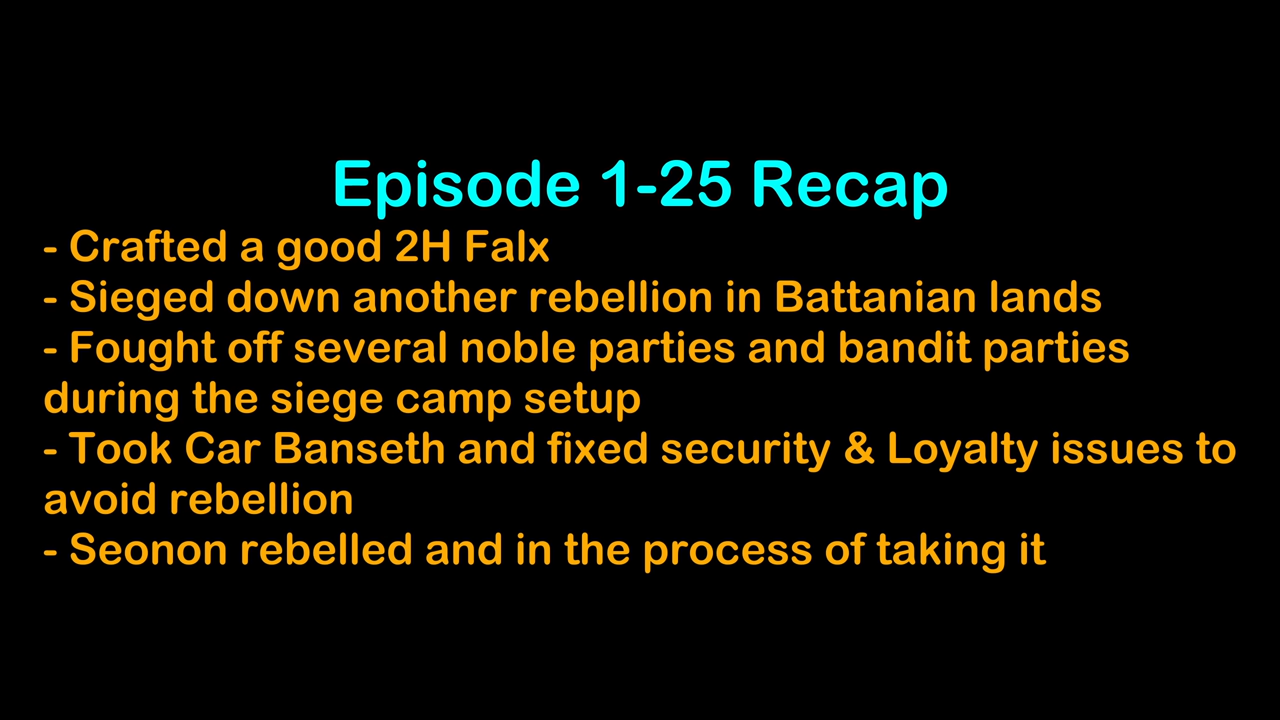 Episode 1-25 Recap
- Crafted a good 2H Falx
- Sieged down another rebellion in Battanian lands
- Fought off several noble parties and bandit parties
during the siege camp setup
- Took Car Banseth and fixed security & Loyalty issues to
avoid rebellion
- Seonon rebelled and in the process of taking it